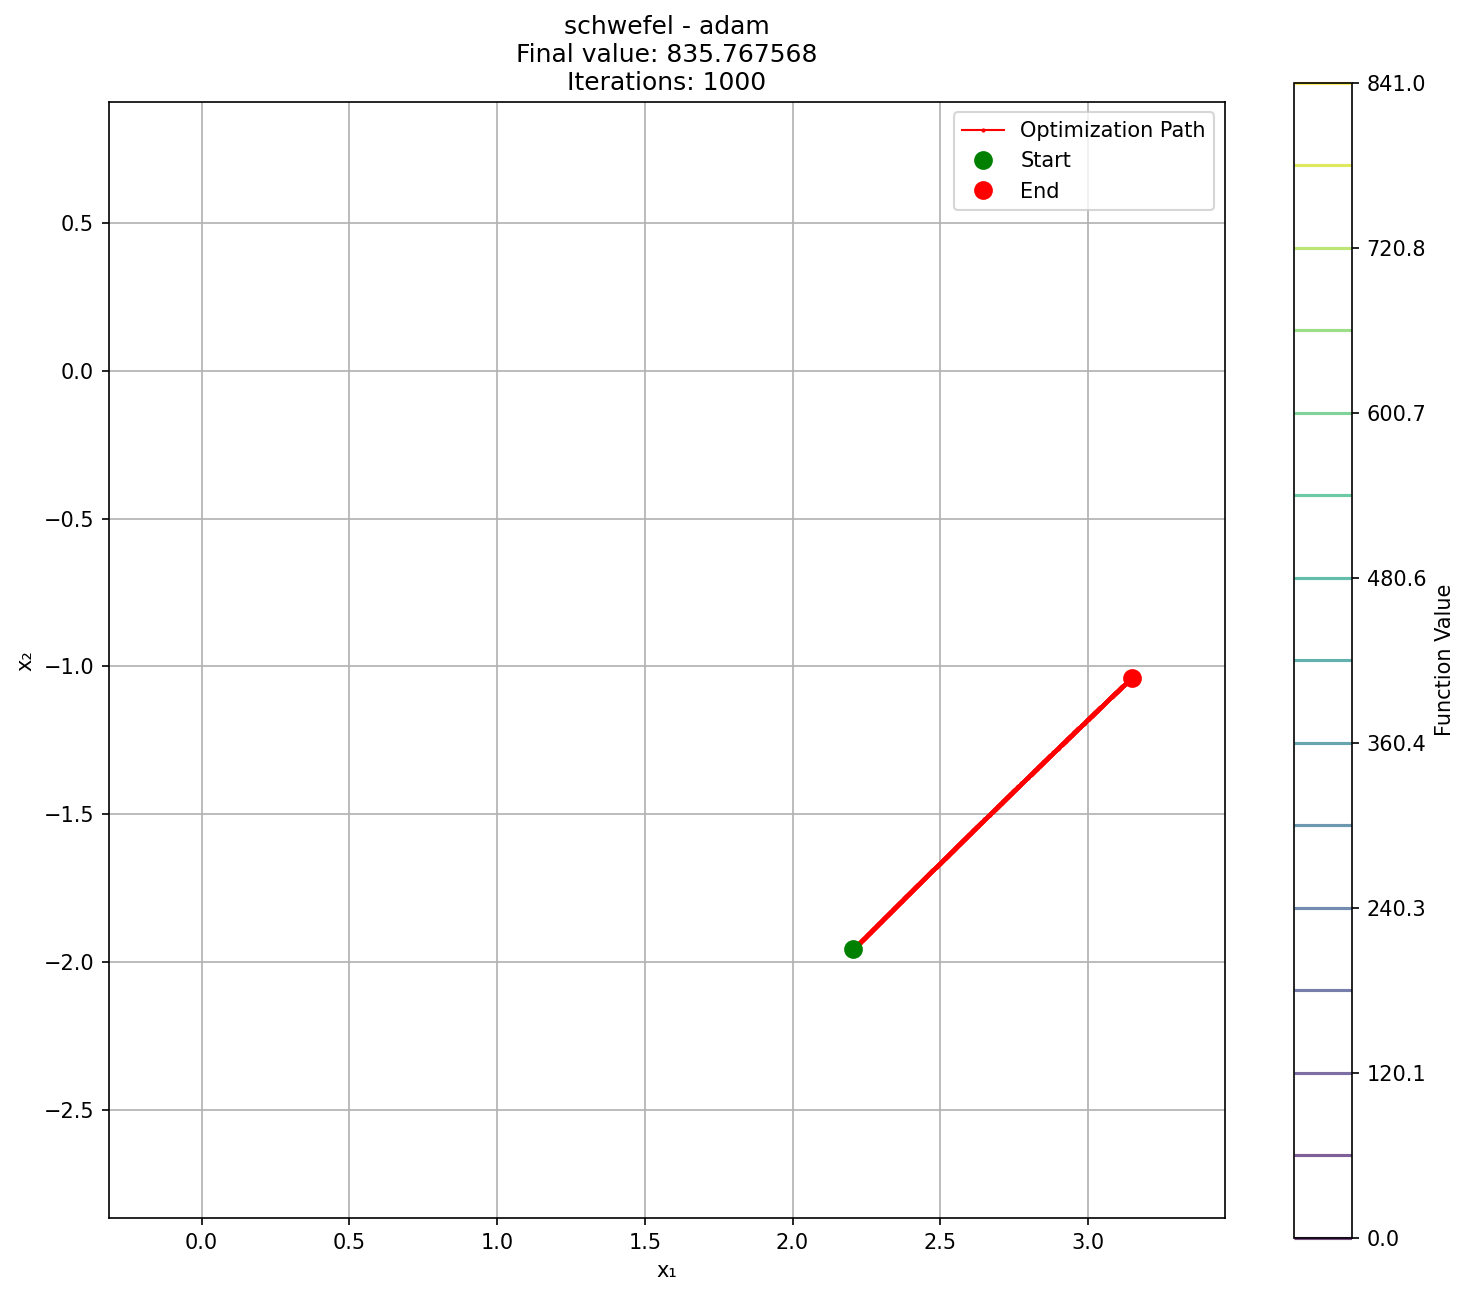 schwefel - adam
Final value: 835.767568
Iterations: 1000
Optimization Path
Start
End
0.5
0.0
−0.5
−1.0
−1.5
−2.0
−2.5
x₂
0.0
0.5
1.0
1.5
2.0
2.5
3.0
x₁
841.0
720.8
600.7
480.6
360.4
240.3
120.1
0.0
Function Value